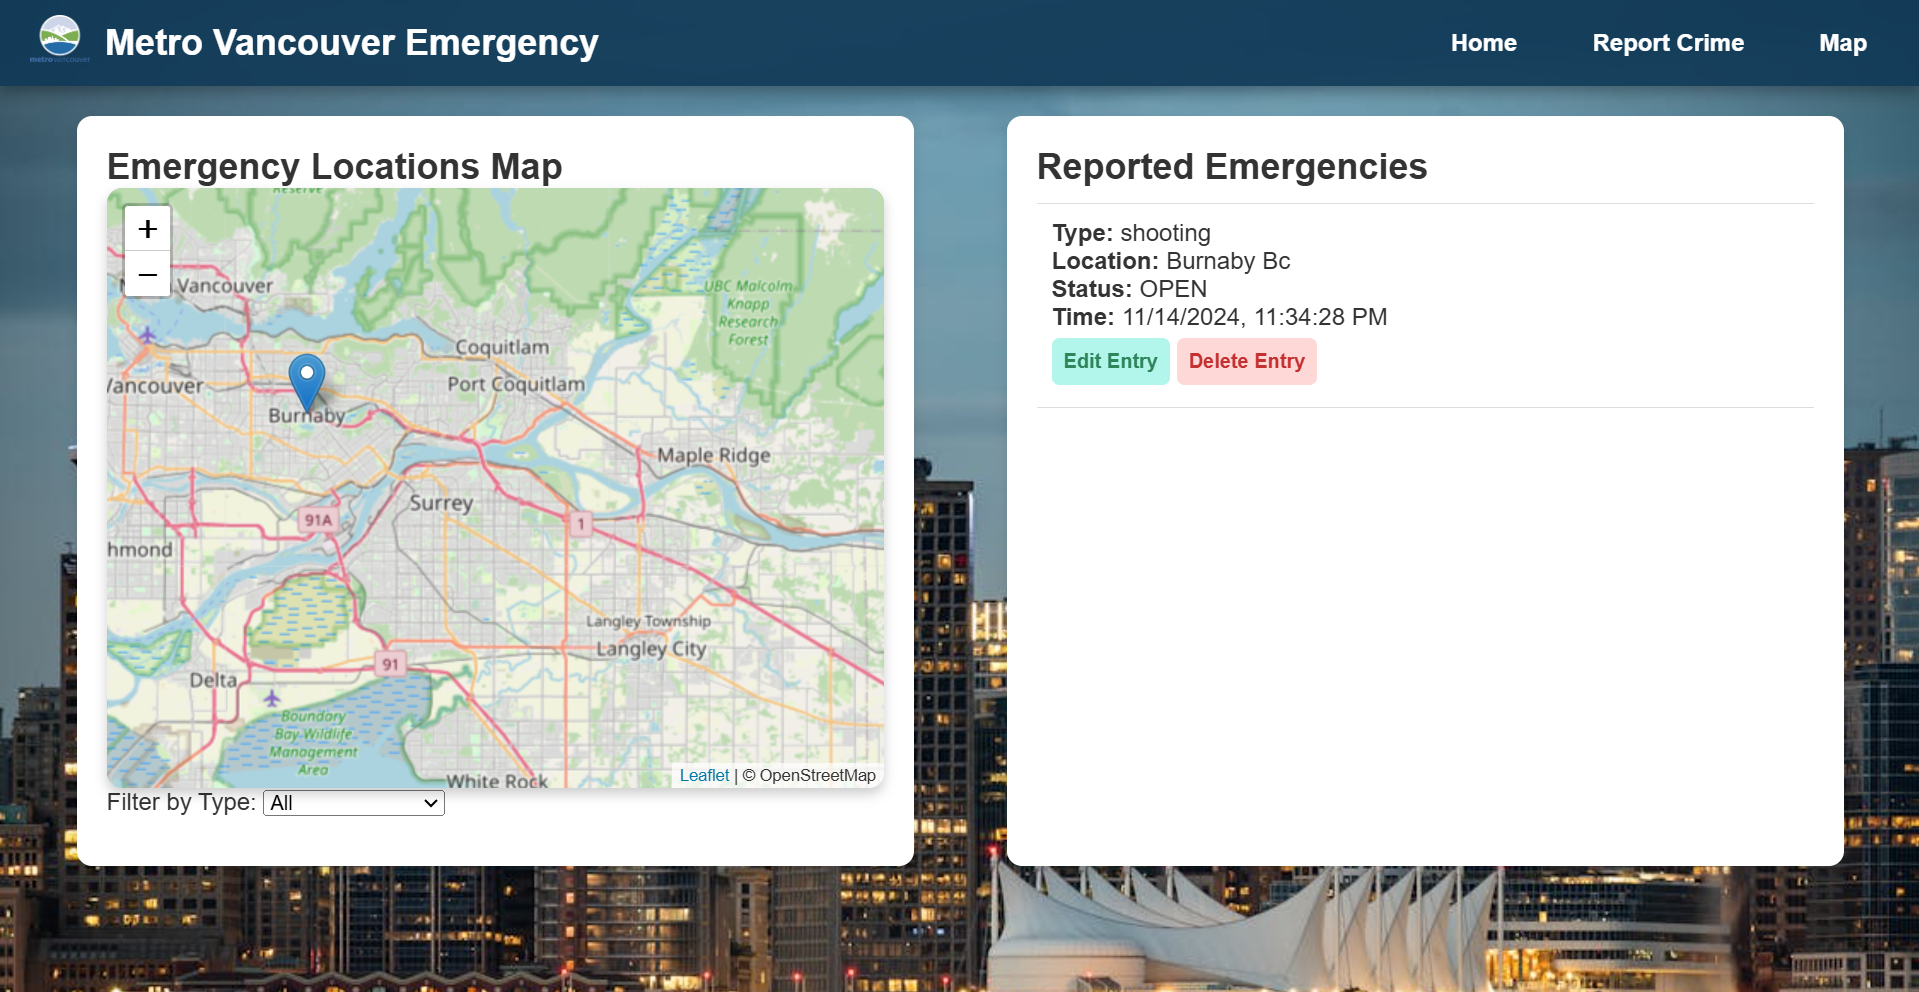 metrovancouver
Metro Vancouver Emergency
Home
Report Crime
Map
Emergency Locations Map
+
−
Vancouver
UBC Malcolm
Knapp
Research
Forest
Coquitlam
Port Coquitlam
Vancouver
Burnaby
Maple Ridge
Surrey
91A
1
hmond
Langley Township
Langley City
91
Delta
Boundary
Bay Wildlife
Management
Area
White Rock
Leaflet | © OpenStreetMap
Filter by Type: All
Reported Emergencies
Type: shooting
Location: Burnaby Bc
Status: OPEN
Time: 11/14/2024, 11:34:28 PM
Edit Entry
Delete Entry